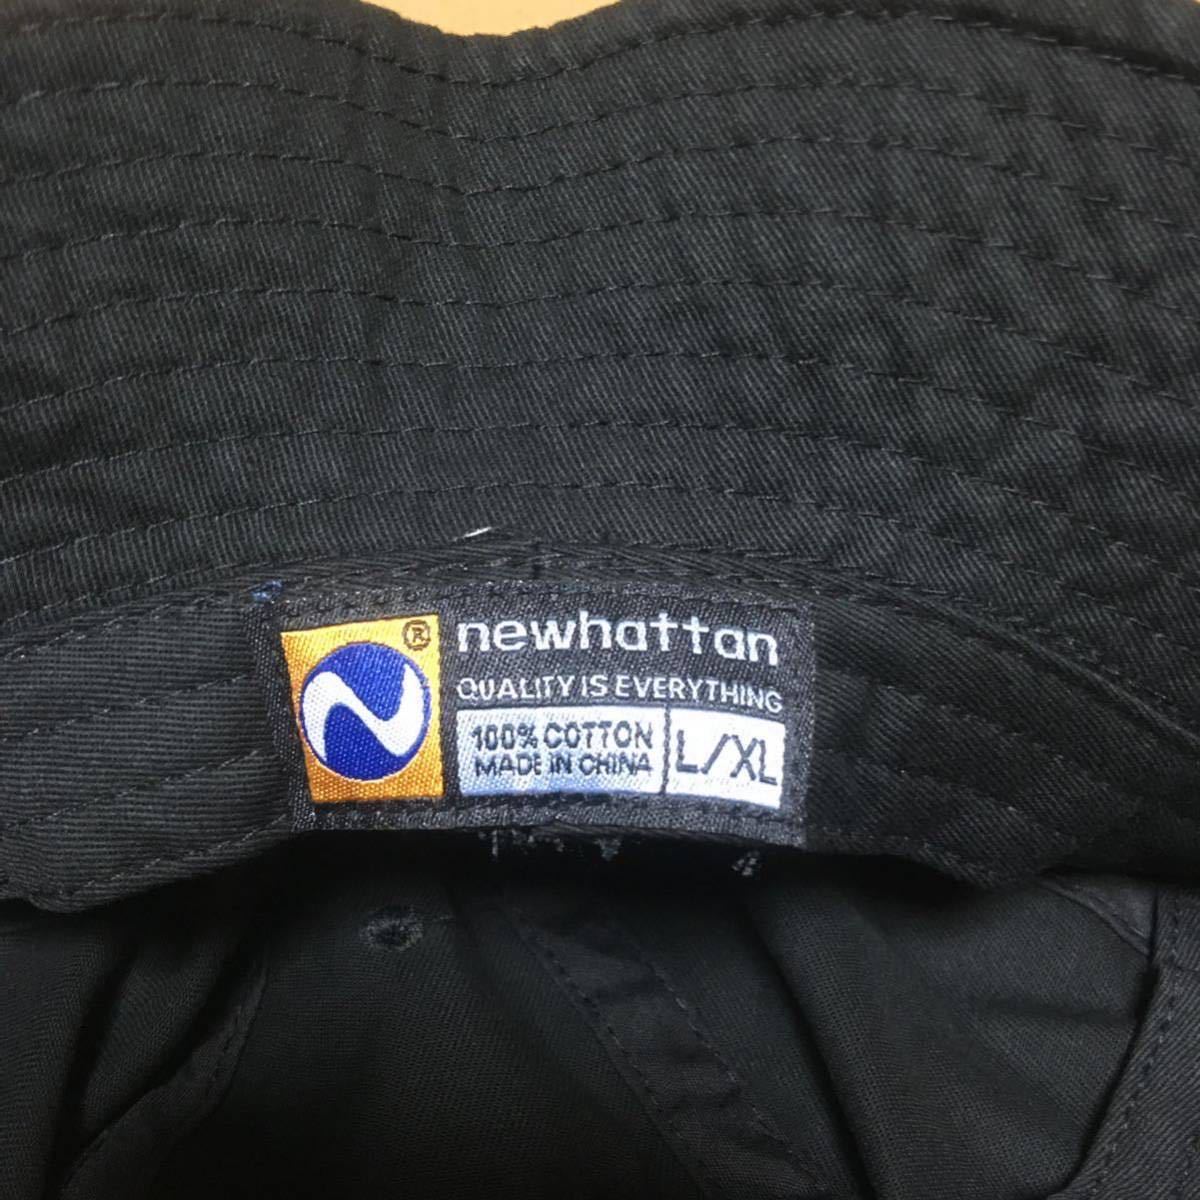 ® newhattan
QUALITY IS EVERYTHING
100% COTTON
MADE IN CHINA
L/XL